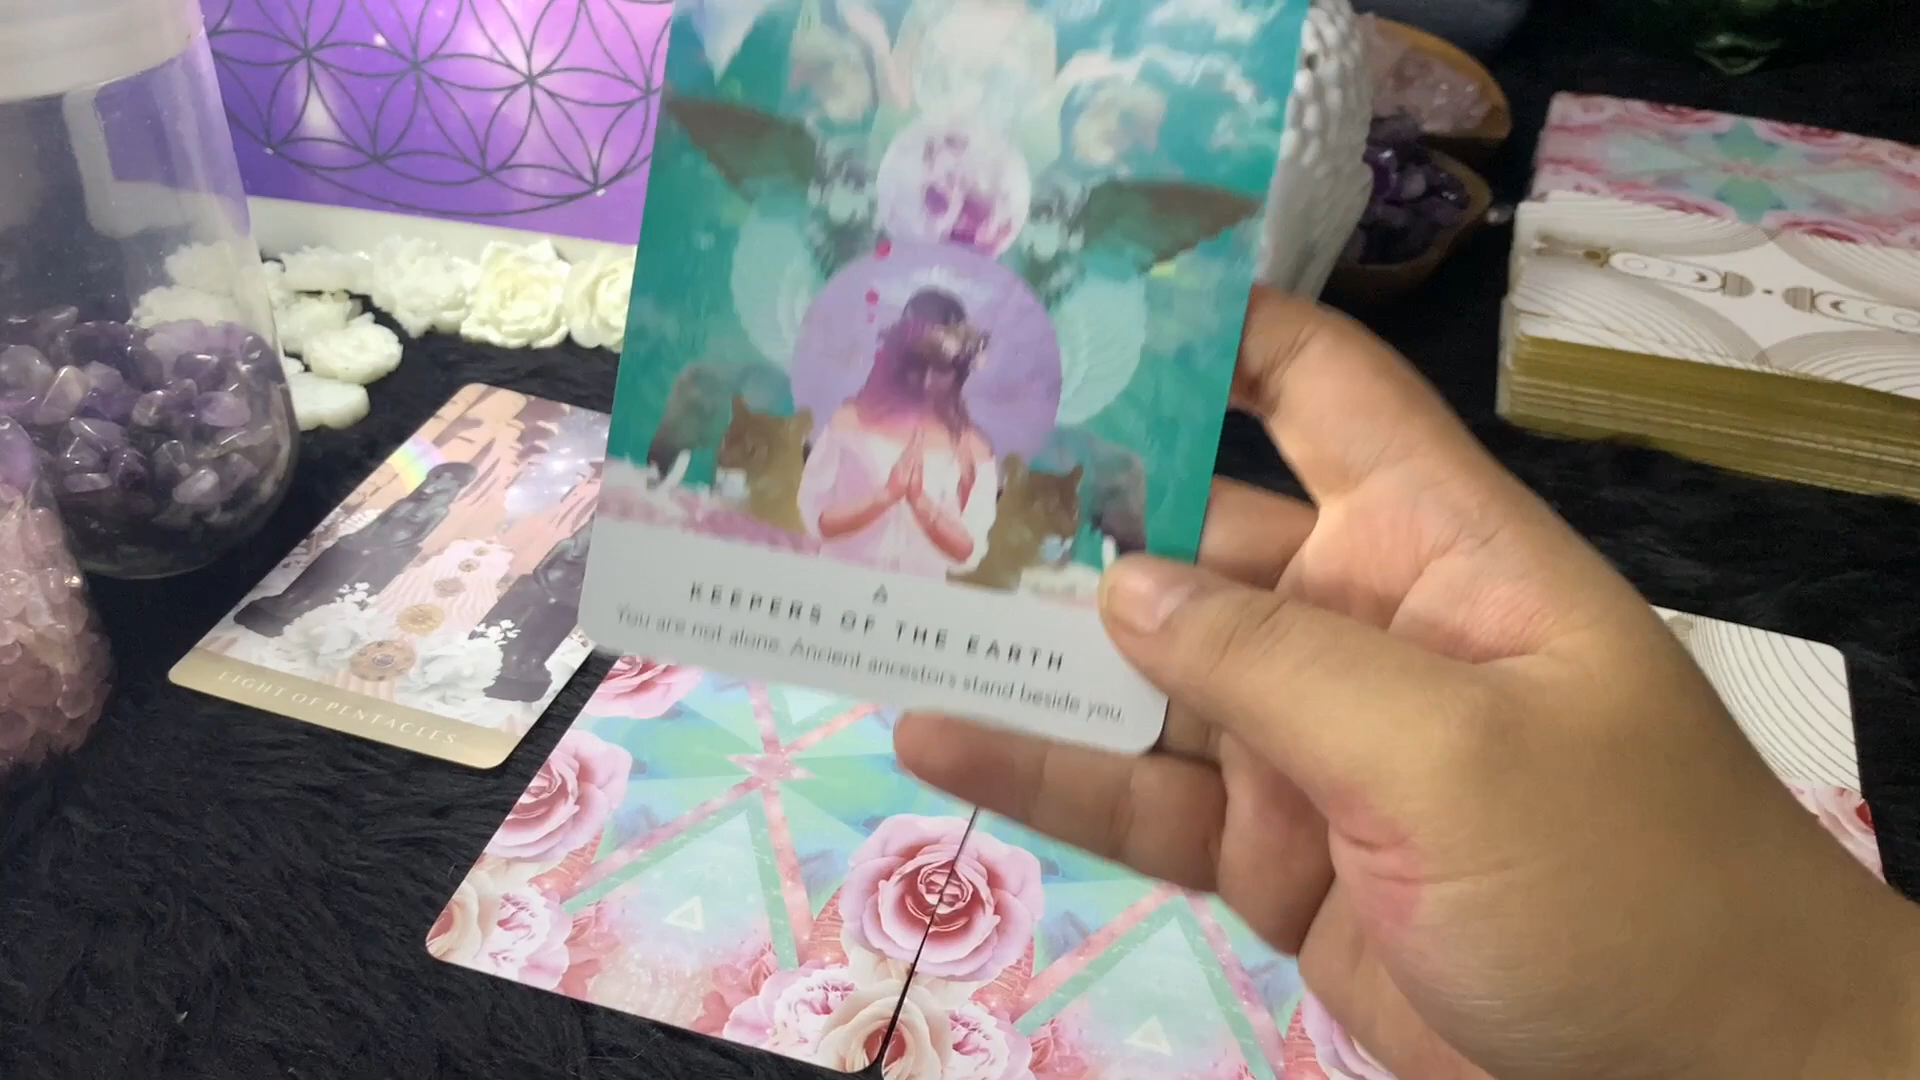 KEEPERS OF THE EARTH
You are not alone. Ancient ancestors stand beside you.
LIGHT OF PENTACLES